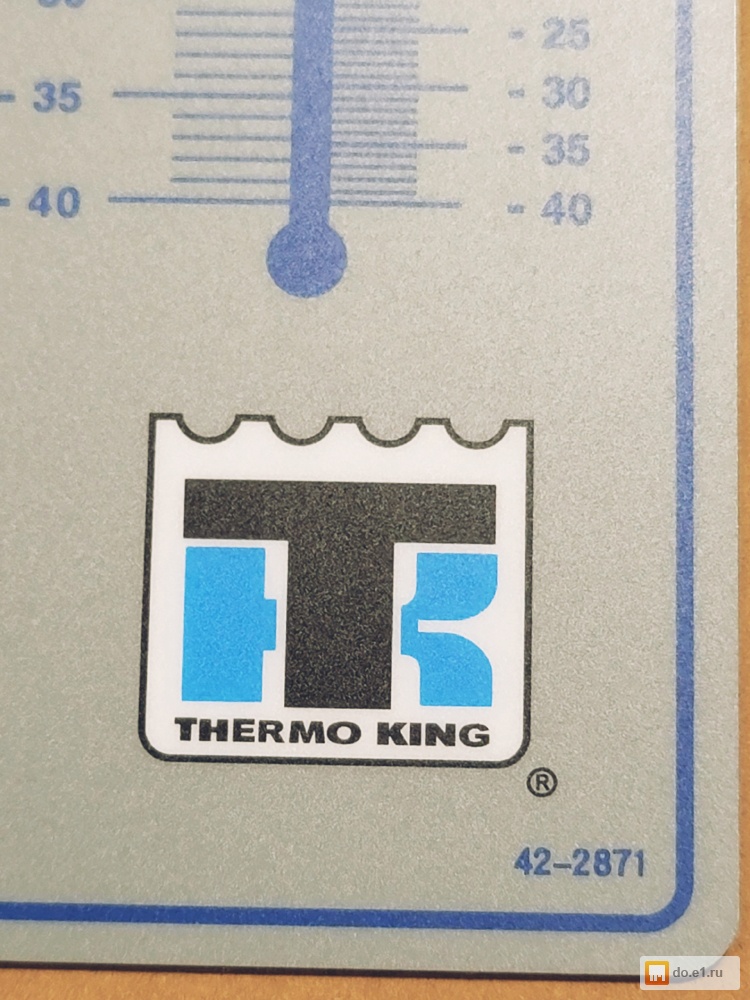 - 25
- 35 - 30
- 35
- 40 - 40
THERMO KING
®
42-2871
do.e1.ru